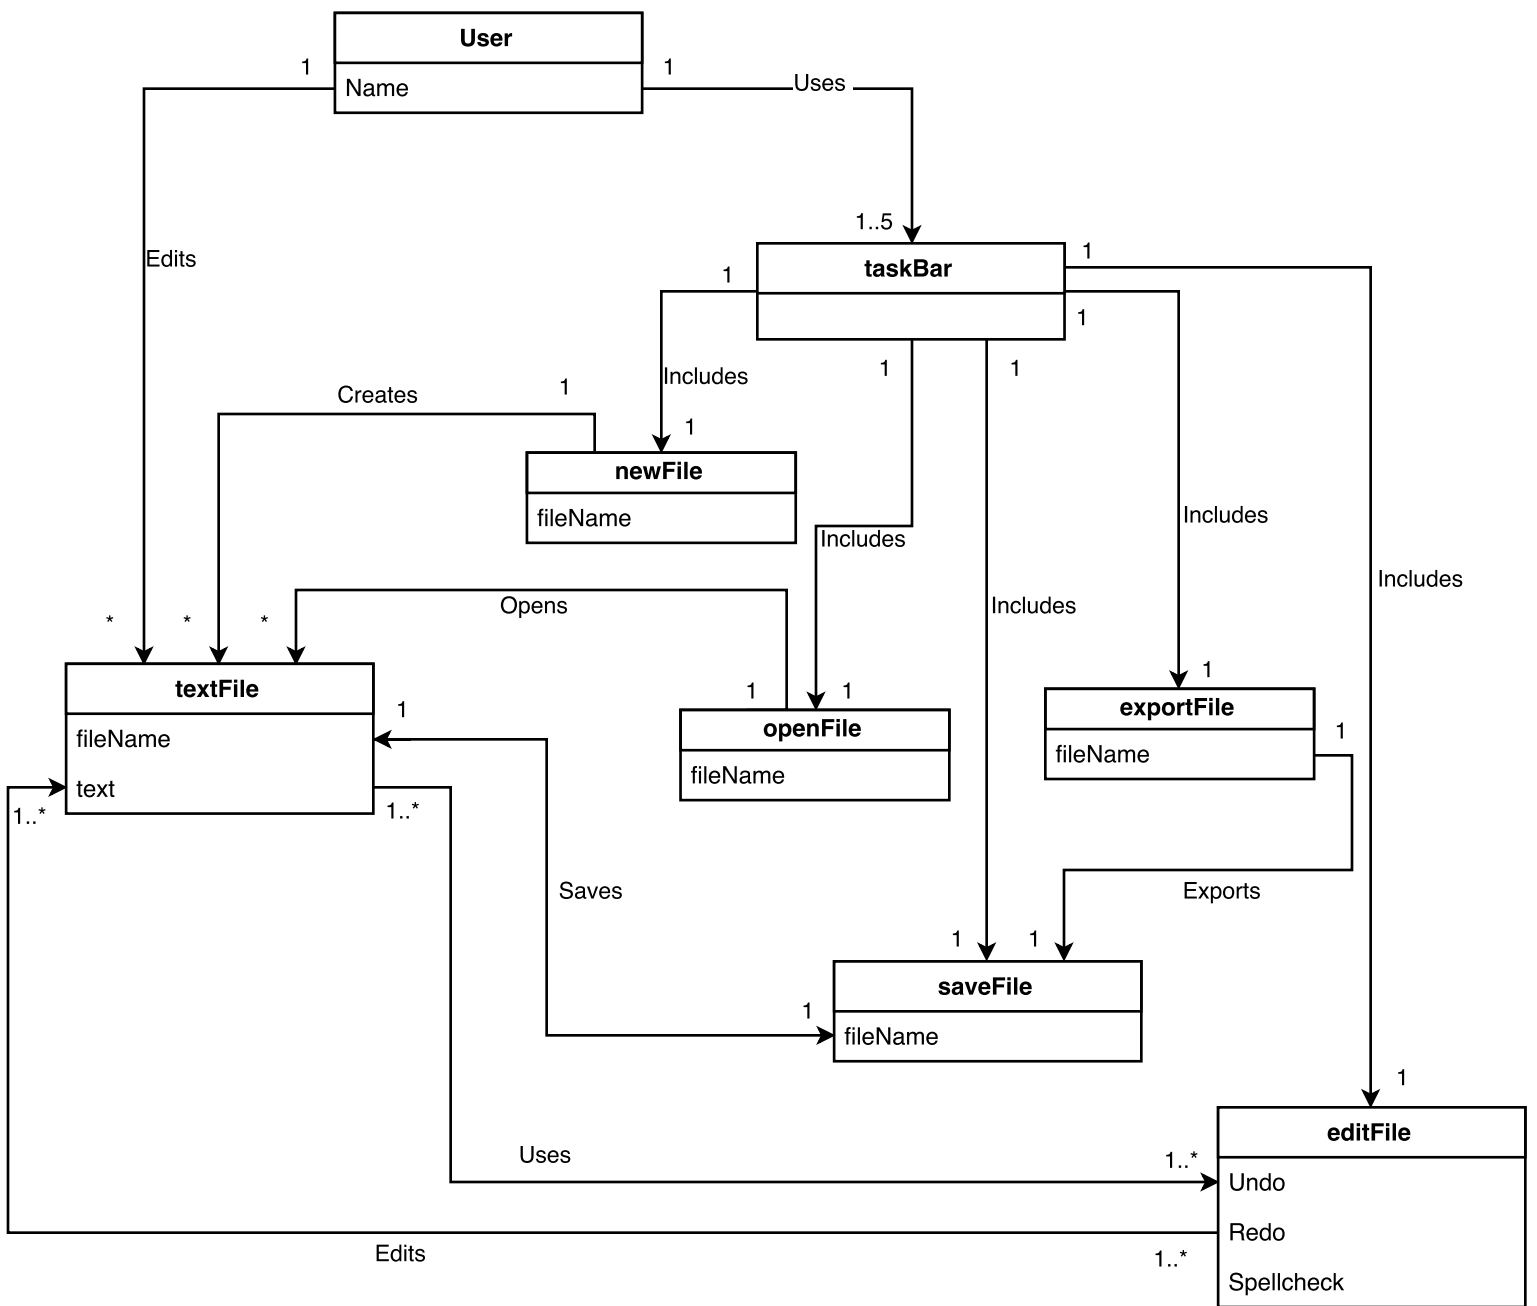 User
1
1
Name
Uses
1..5
Edits
taskBar
1
1
1
1
1
Includes
Creates
1
1
newFile
fileName
Includes
Includes
Includes
Includes
Opens
*
*
*
1
textFile
1
1
1
exportFile
1
fileName
openFile
fileName
fileName
text
1..*
1..*
Saves
Exports
1
1
saveFile
1
fileName
1
editFile
Uses
1..*
Undo
Redo
Edits
1..*
Spellcheck